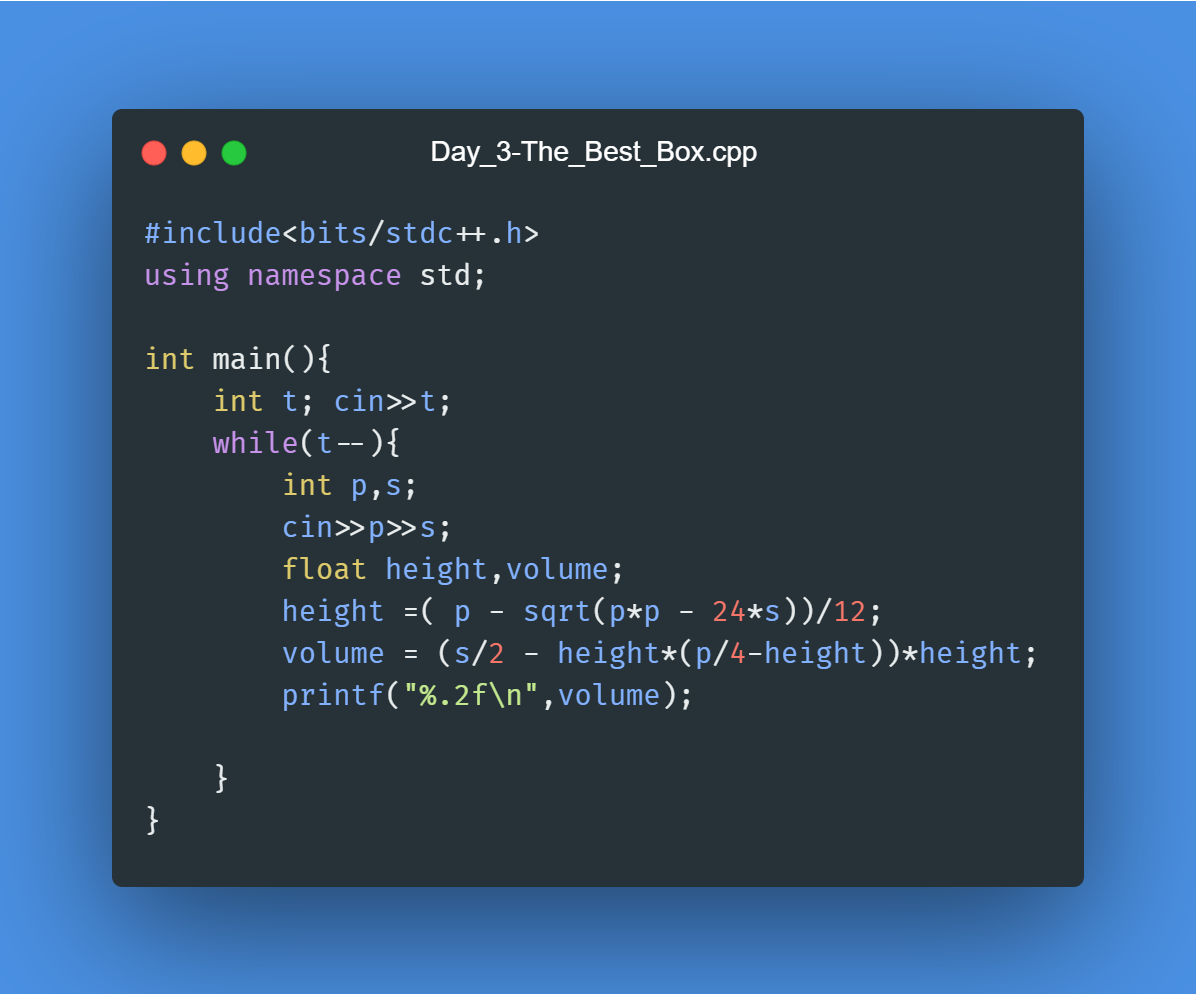 Day_3-The_Best_Box.cpp
#include<bits/stdc++.h>
using namespace std;
int main(){
    int t; cin>>t;
    while(t--){
        int p,s;
        cin>>p>>s;
        float height,volume;
        height =( p - sqrt(p*p - 24*s))/12;
        volume = (s/2 - height*(p/4-height))*height;
        printf("%.2f\n",volume);
    }
}